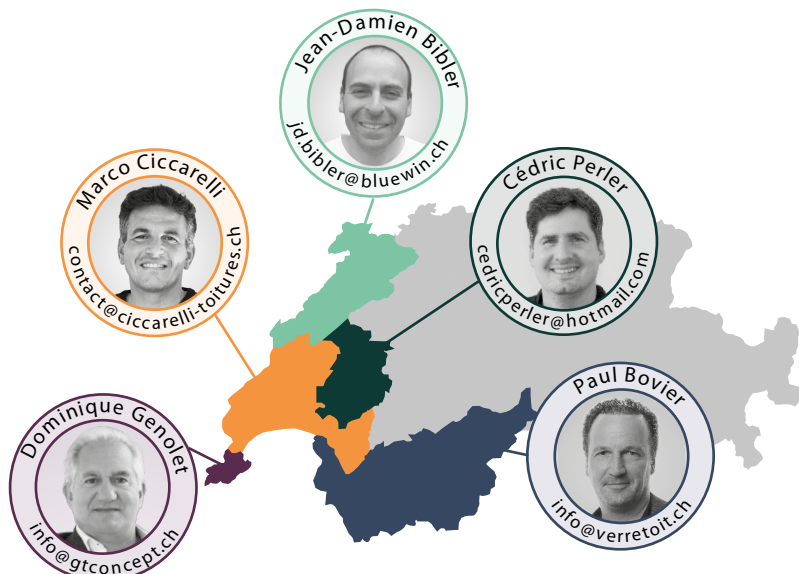 Jean-Damien Bibler
jd.bibler@bluewin.ch
Marco Ciccarelli
contact@ciccarelli-toitures.ch
Cédric Perler
cedricperler@hotmail.com
Dominique Genolet
info@gtconcept.ch
Paul Bovier
info@verretoit.ch